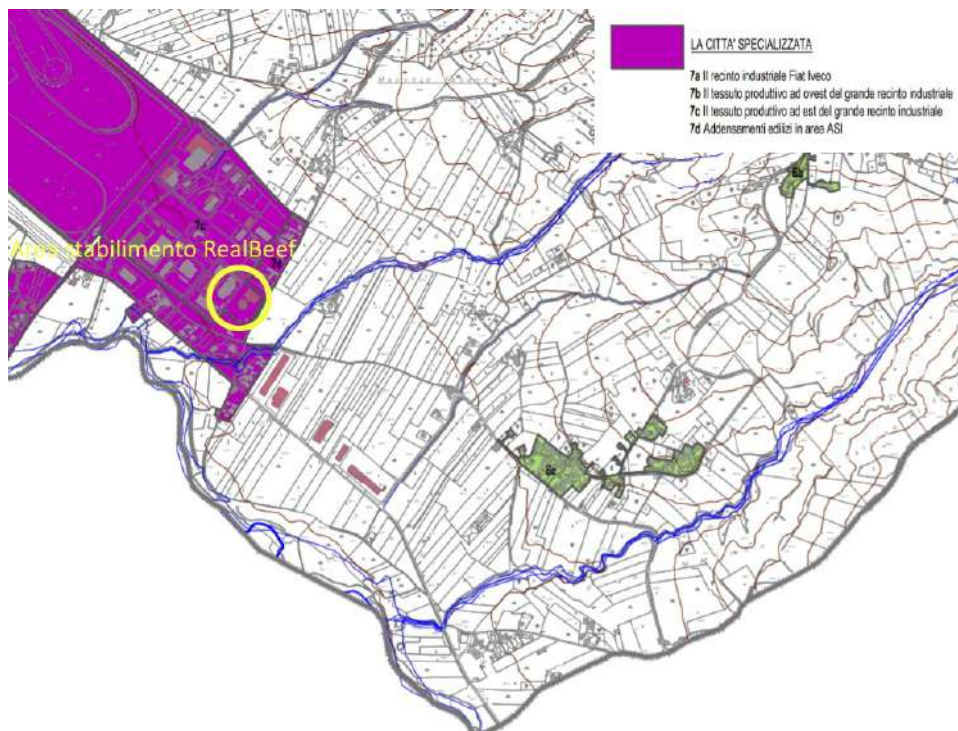 LA CITTA' SPECIALIZZATA
7a Il recinto industriale Fiat Iveco
7b Il tessuto produttivo ad ovest del grande recinto industriale
7c Il tessuto produttivo ad est del grande recinto industriale
7d Addensamenti edilizi in area ASI
7c
Area stabilimento RealBeef